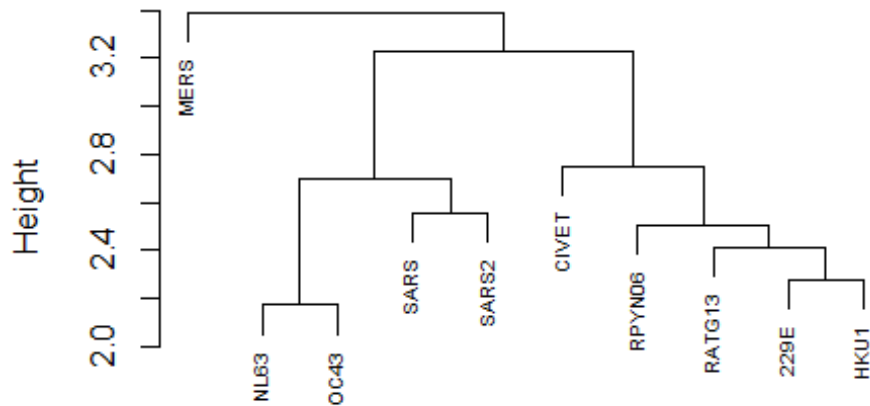 Height
3.2
2.8
2.4
2.0
MERS
NL63
OC43
SARS
SARS2
CIVET
RPYN06
RATG13
229E
HKU1